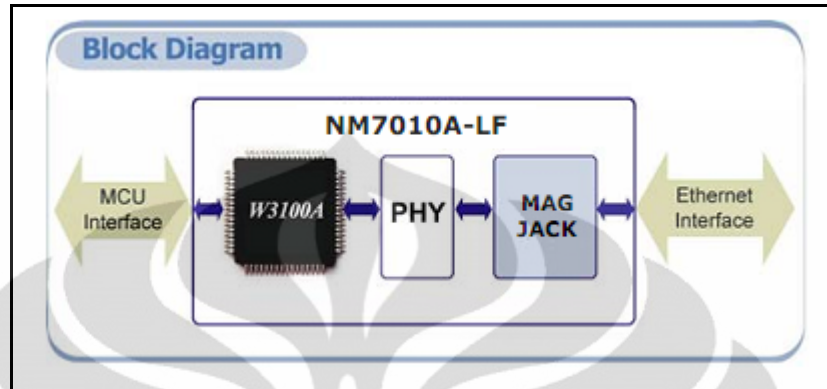 Block Diagram
NM7010A-LF
MCU
Interface
W3100A
PHY
MAG
JACK
Ethernet
Interface